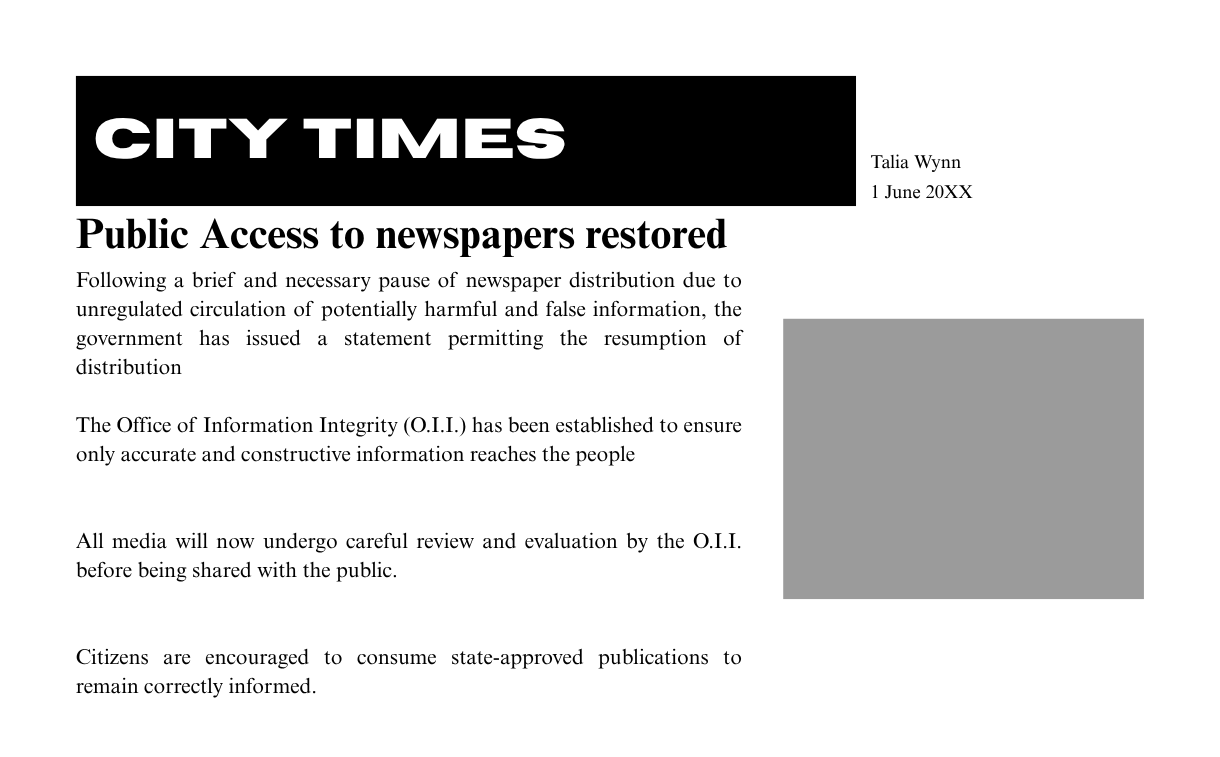 CITY TIMES
Talia Wynn
1 June 20XX
Public Access to newspapers restored
Following a brief and necessary pause of newspaper distribution due to
unregulated circulation of potentially harmful and false information, the
government has issued a statement permitting the resumption of
distribution
The Office of Information Integrity (O.I.I.) has been established to ensure
only accurate and constructive information reaches the people
All media will now undergo careful review and evaluation by the O.I.I.
before being shared with the public.
Citizens are encouraged to consume state-approved publications to
remain correctly informed.